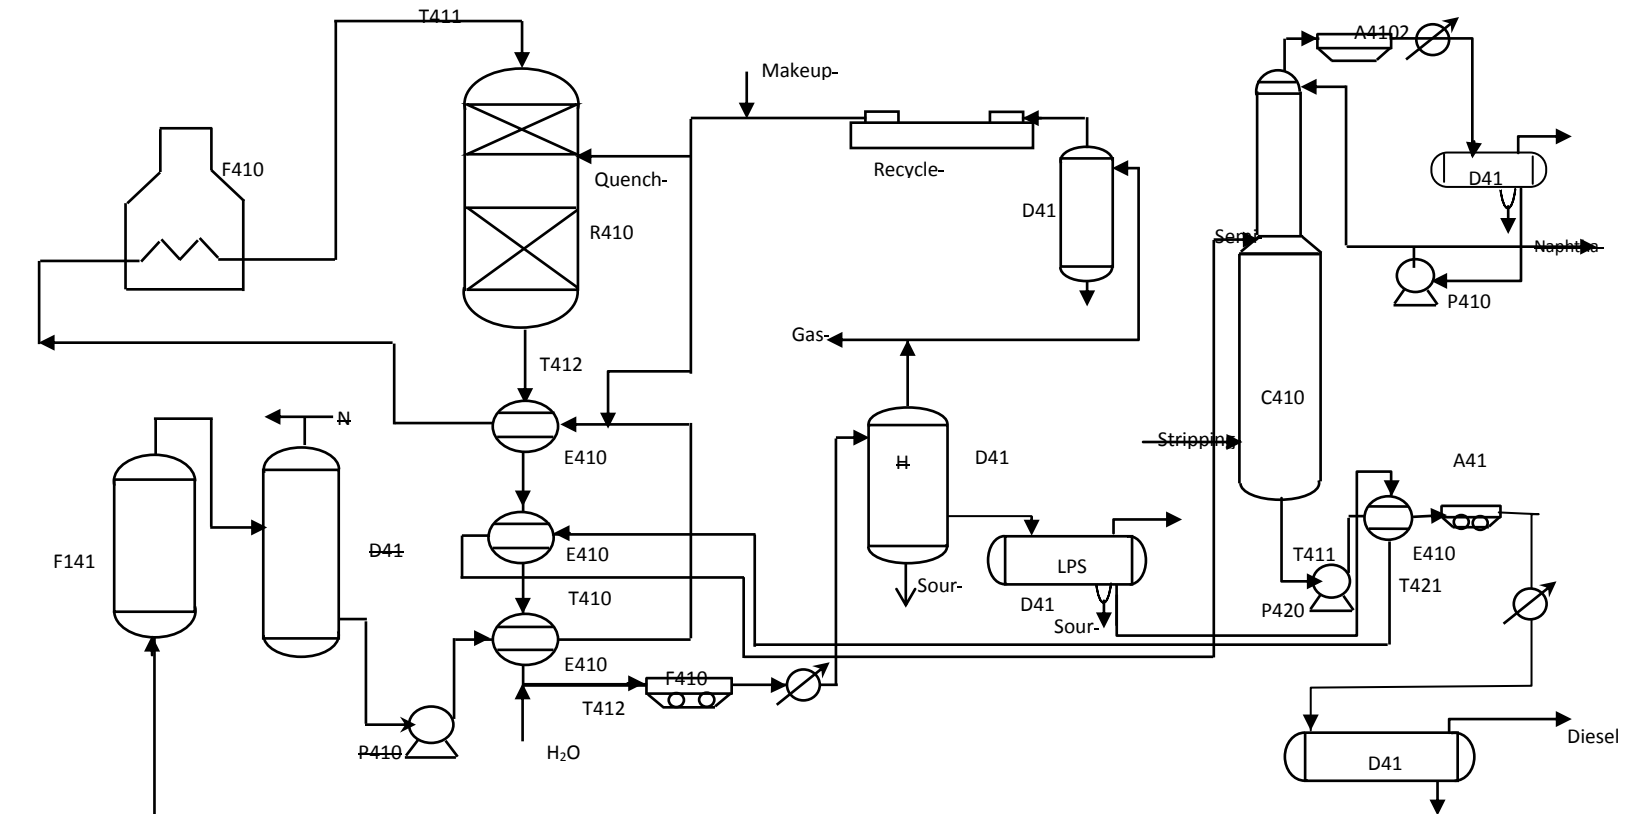 T411
A4102
Makeup-
F410
Recycle-
Quench-
D41
D41
R410
Semi-
Naphtha-
P410
Gas-
T412
C410
N
Stripping
E410
H
D41
A41
D41
E410
F141
LPS
T411
E410
Sour-
T421
T410
D41
P420
Sour-
E410
F410
T412
P410
H₂O
Diesel
D41